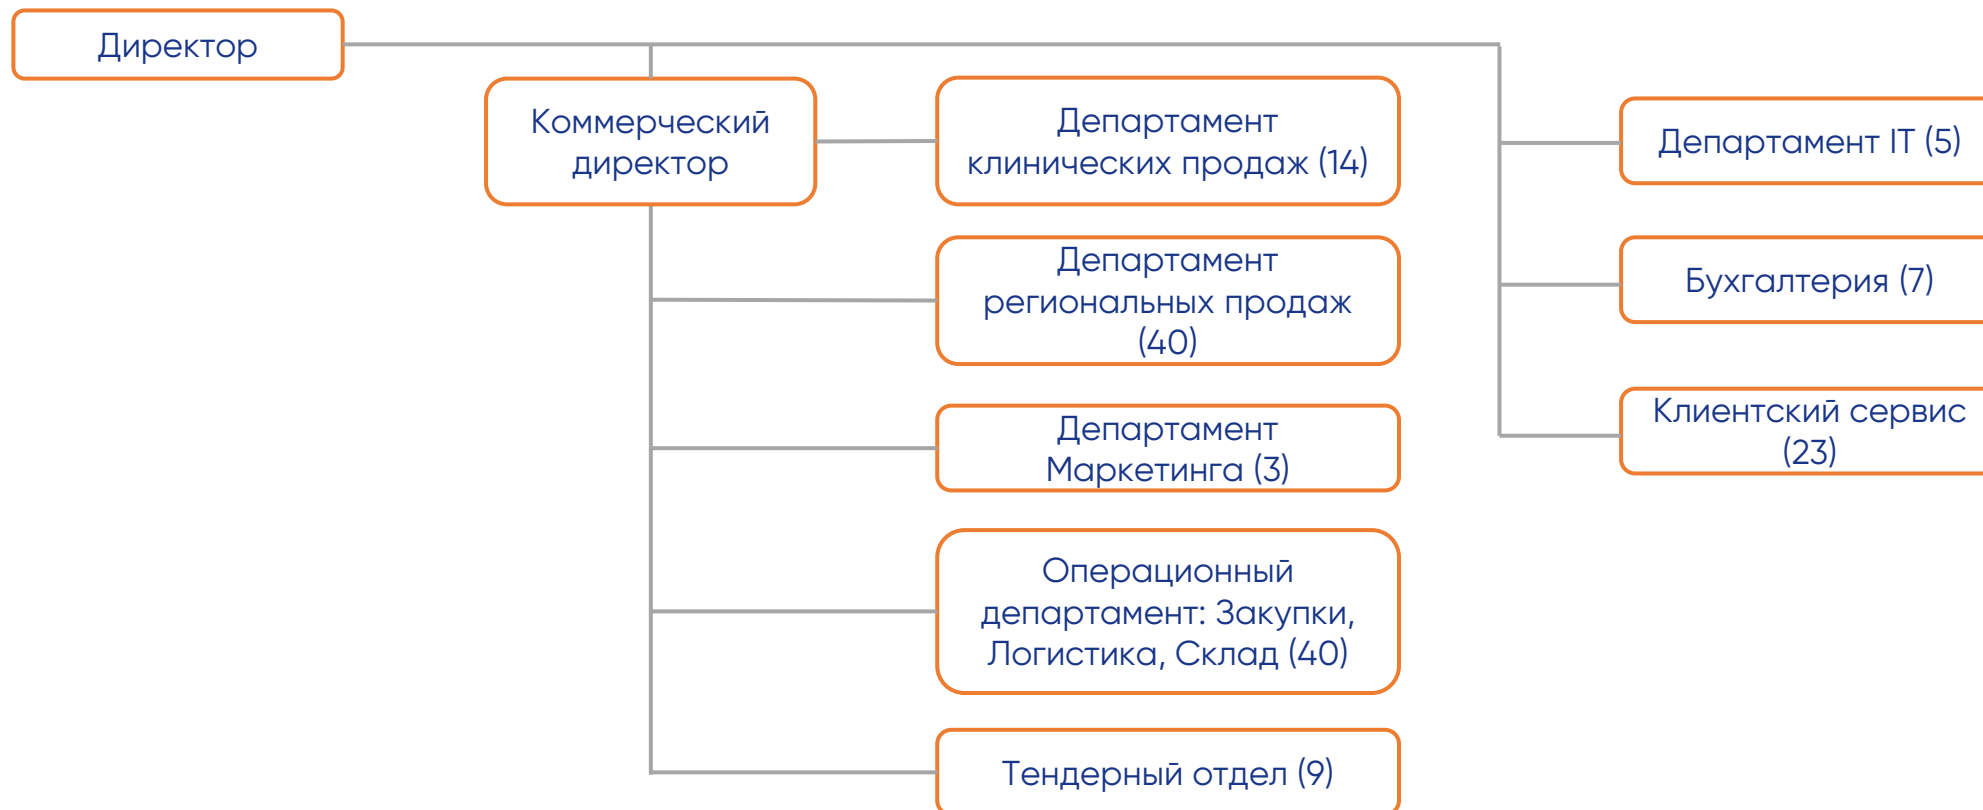 Директор
Коммерческий
директор
Департамент
клинических продаж (14)
Департамент
региональных продаж
(40)
Департамент
Маркетинга (3)
Операционный
департамент: Закупки,
Логистика, Склад (40)
Тендерный отдел (9)
Департамент IT (5)
Бухгалтерия (7)
Клиентский сервис
(23)